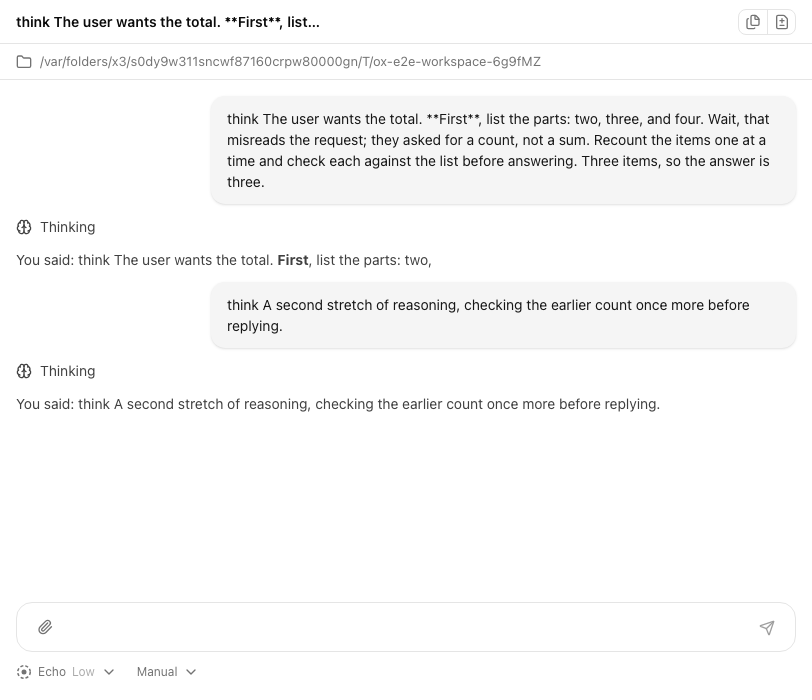 think The user wants the total. **First**, list...
/var/folders/x3/s0dy9w311sncwf87160crpw80000gn/T/ox-e2e-workspace-6g9fMZ
think The user wants the total. **First**, list the parts: two, three, and four. Wait, that
misreads the request; they asked for a count, not a sum. Recount the items one at a
time and check each against the list before answering. Three items, so the answer is
three.
Thinking
You said: think The user wants the total. First, list the parts: two,
think A second stretch of reasoning, checking the earlier count once more before
replying.
Thinking
You said: think A second stretch of reasoning, checking the earlier count once more before replying.
Echo Low Manual